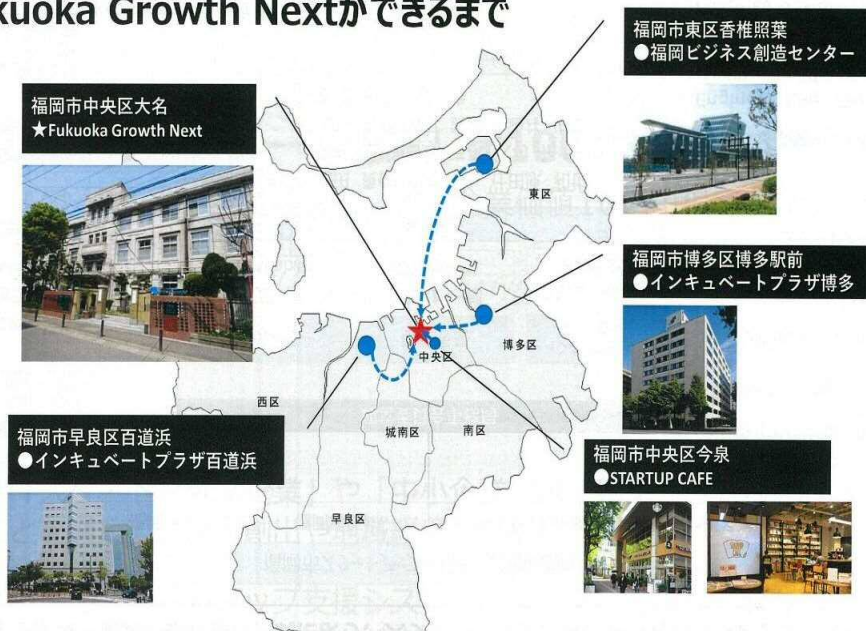 kuoka Growth Nextができるまで
福岡市東区香椎照葉
●福岡ビジネス創造センター
福岡市中央区大名
★Fukuoka Growth Next
東区
福岡市博多区博多駅前
●インキュベートプラザ博多
中央区
博多区
西区
城南区
南区
福岡市早良区百道浜
●インキュベートプラザ百道浜
福岡市中央区今泉
●STARTUP CAFE
早良区